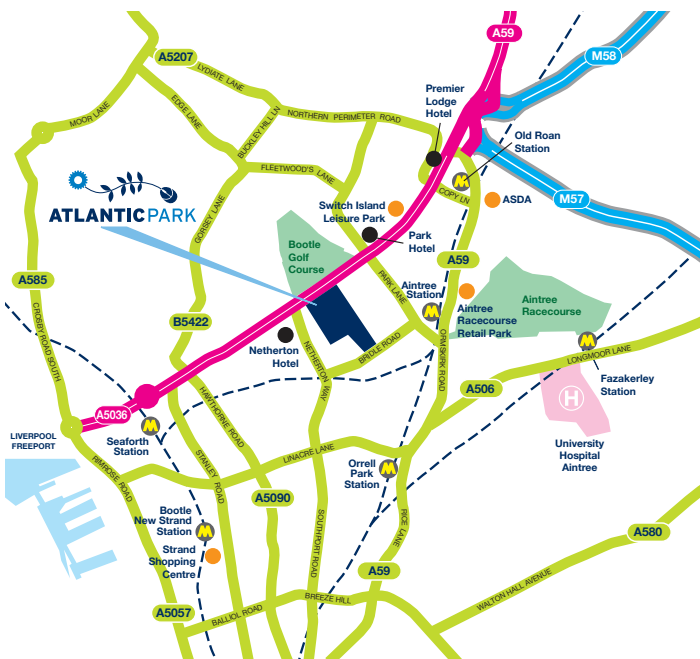 A59
M58
A5207
LYDIATE LANE
MOOR LANE
EDGE LANE
BUCKLEY HILL LN
NORTHERN PERIMETER ROAD
Premier
Lodge
Hotel
Old Roan
Station
FLEETWOOD'S LANE
COPY LN
ASDA
M57
ATLANTICPARK
GORSEY LANE
Switch Island
Leisure Park
Park
Hotel
Bootle
Golf
Course
A59
A585
PARK LANE
Aintree
Station
Aintree
Racecourse
Retail Park
Aintree
Racecourse
CROSBY ROAD SOUTH
B5422
Netherton
Hotel
NETHERTON WAY
BRIDLE ROAD
ORMSKIRK ROAD
LONGMOOR LANE
A506
Fazakerley
Station
H
University
Hospital
Aintree
A5036
HAWTHORNE ROAD
LIVERPOOL
FREEPORT
Seaforth
Station
RIMROSE ROAD
STANLEY ROAD
LINACRE LANE
Orrell
Park
Station
A5090
Bootle
New Strand
Station
Strand
Shopping
Centre
SOUTHPORT ROAD
RICE LANE
A580
A59
WALTON HALL AVENUE
A5057
BALLIOL ROAD
BREEZE HILL